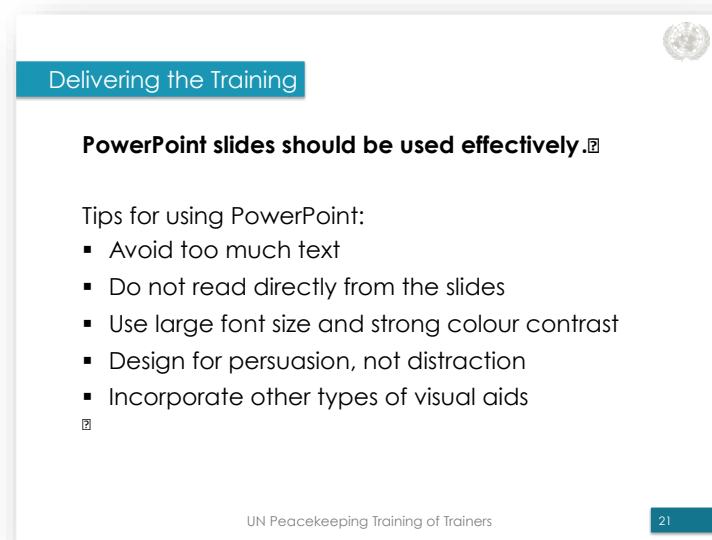 Delivering the Training
PowerPoint slides should be used effectively.
Tips for using PowerPoint:
▪ Avoid too much text
▪ Do not read directly from the slides
▪ Use large font size and strong colour contrast
▪ Design for persuasion, not distraction
▪ Incorporate other types of visual aids
UN Peacekeeping Training of Trainers
21